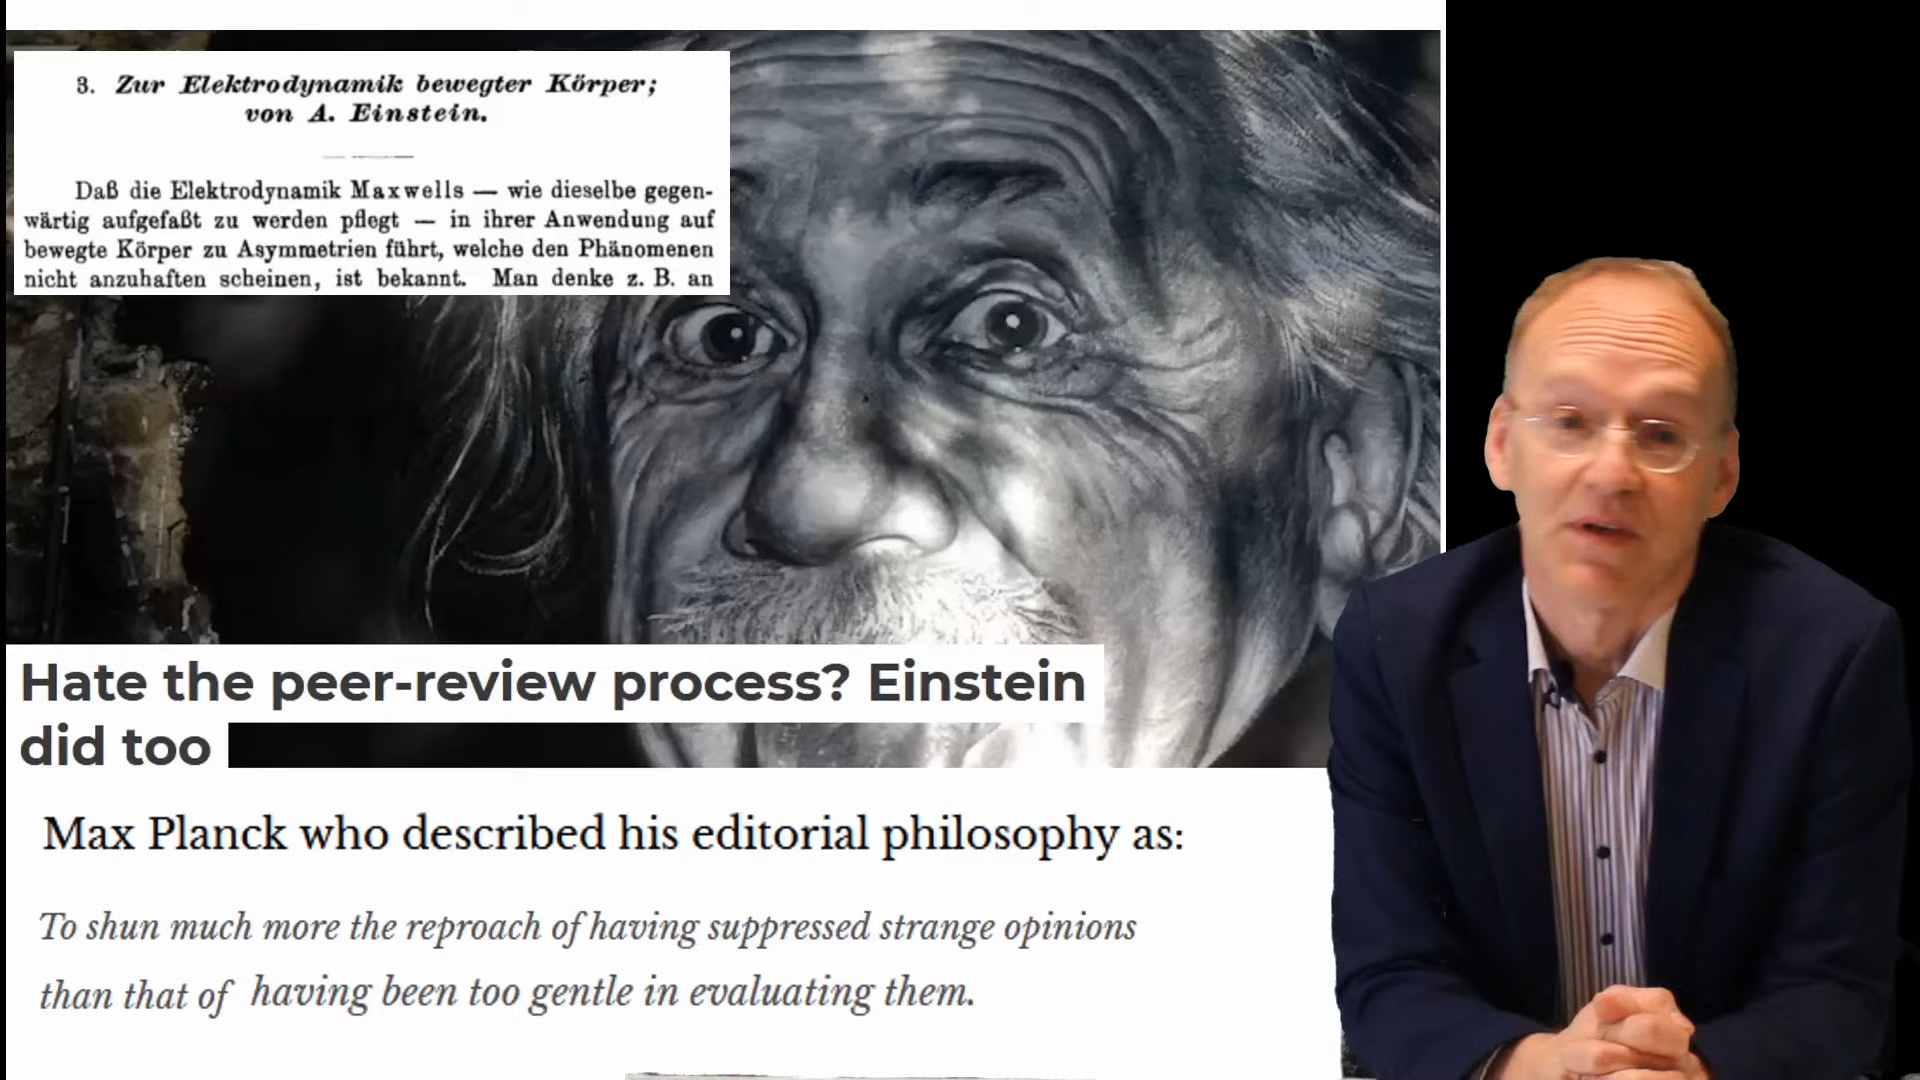 3. Zur Elektrodynamik bewegter Körper;
von A. Einstein.
Daß die Elektrodynamik Maxwells — wie dieselbe gegen-
wärtig aufgefaßt zu werden pflegt — in ihrer Anwendung auf
bewegte Körper zu Asymmetrien führt, welche den Phänomenen
nicht anzuhaften scheinen, ist bekannt. Man denke z. B. an
Hate the peer-review process? Einstein
did too
Max Planck who described his editorial philosophy as:
To shun much more the reproach of having suppressed strange opinions
than that of having been too gentle in evaluating them.